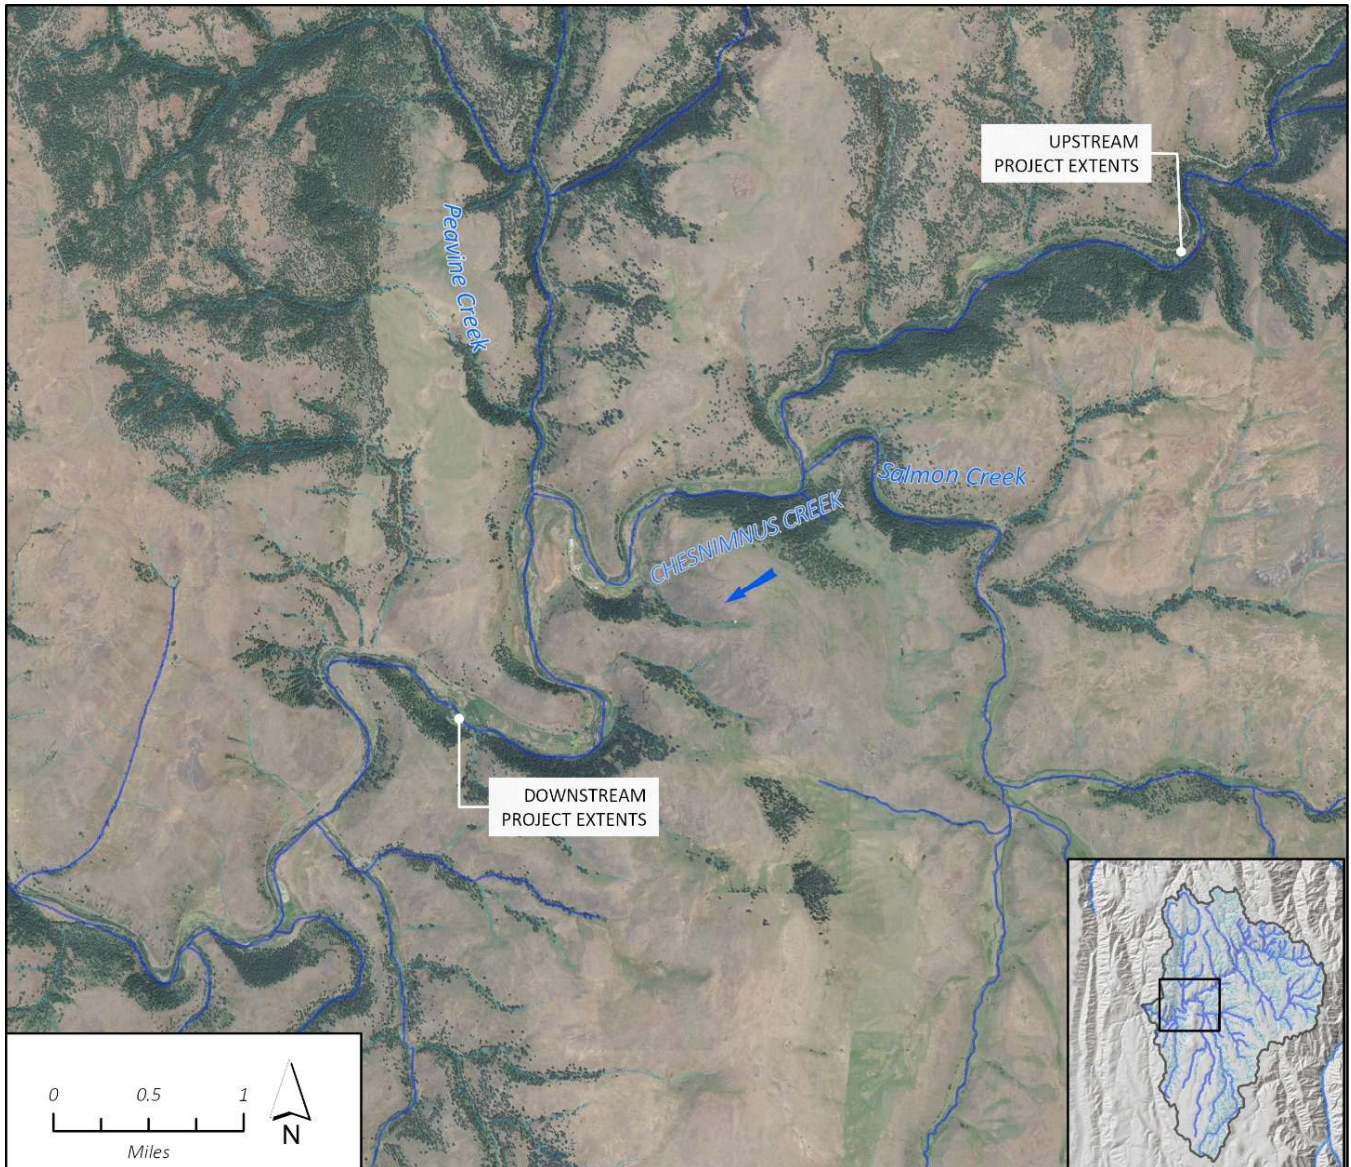 UPSTREAM
PROJECT EXTENTS
Peavine Creek
Salmon Creek
CHESNIMNUS CREEK
DOWNSTREAM
PROJECT EXTENTS
0 0.5 1
Miles
N